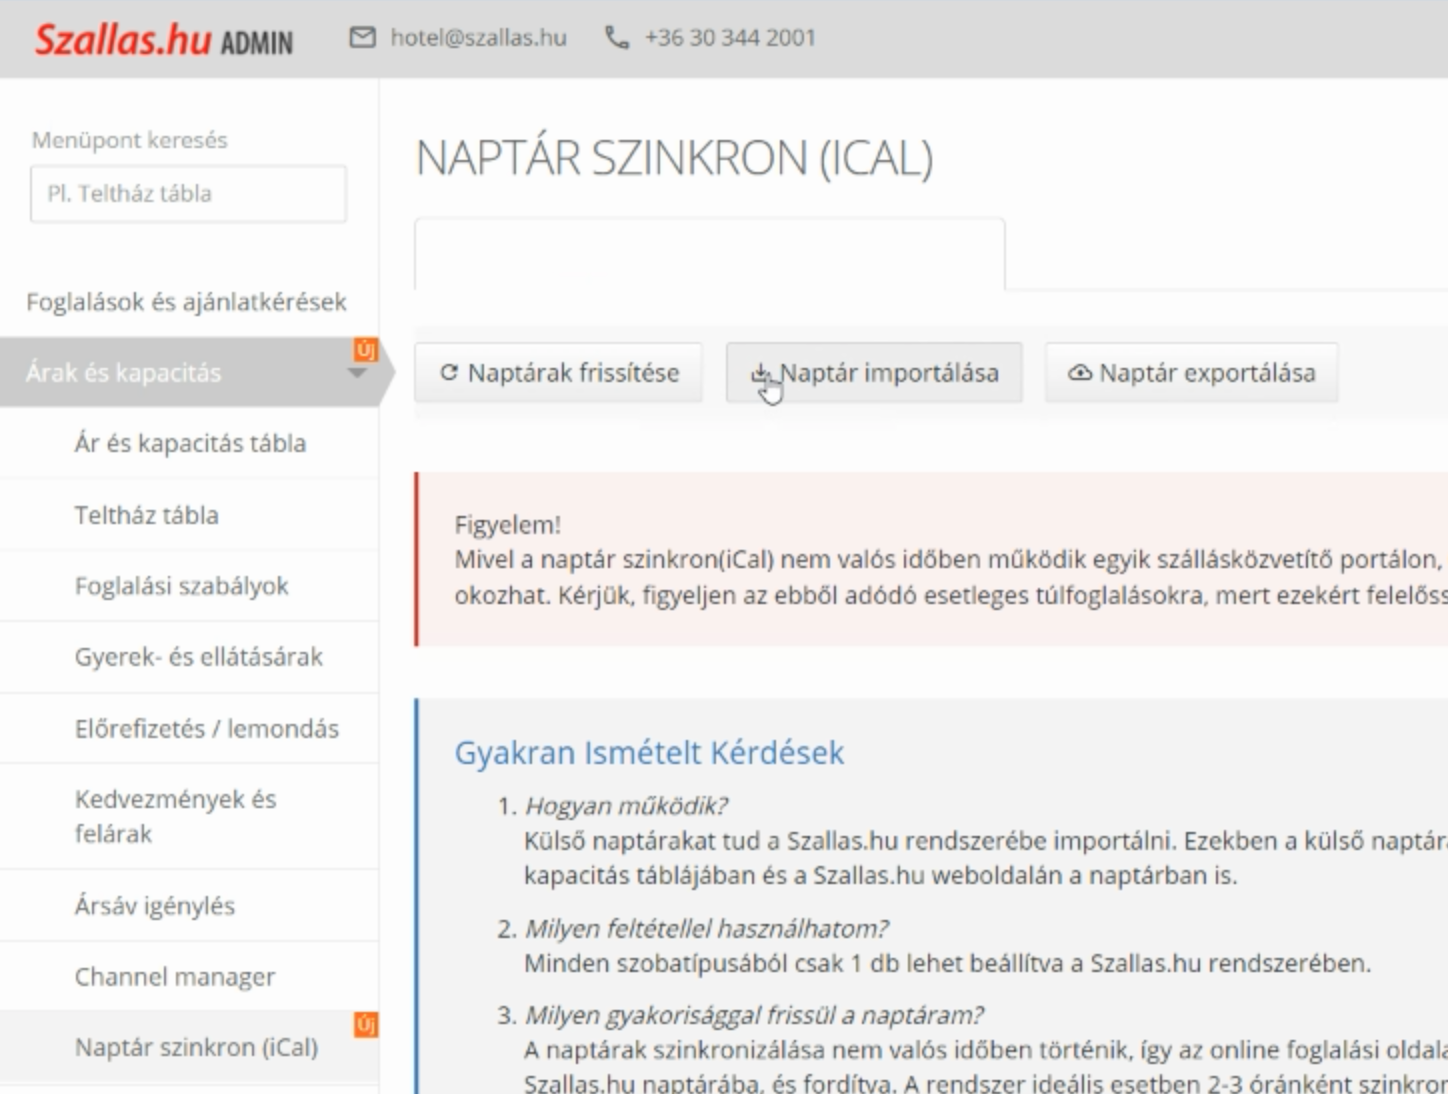 Szallas.hu ADMIN
hotel@szallas.hu
+36 30 344 2001
Menüpont keresés
Pl. Teltház tábla
Foglalások és ajánlatkérések
Új
Árak és kapacitás
Ár és kapacitás tábla
Teltház tábla
Foglalási szabályok
Gyerek- és ellátásárak
Előrefizetés / lemondás
Kedvezmények és
felárak
Ársáv igénylés
Channel manager
Új
Naptár szinkron (iCal)
NAPTÁR SZINKRON (ICAL)
Naptárak frissítése
Naptár importálása
Naptár exportálása
Figyelem!
Mivel a naptár szinkron(iCal) nem valós időben működik egyik szállásközvetítő portálon,
okozhat. Kérjük, figyeljen az ebből adódó esetleges túlfoglalásokra, mert ezekért felelőss
Gyakran Ismételt Kérdések
1. Hogyan működik?
Külső naptárakat tud a Szallas.hu rendszerébe importálni. Ezekben a külső naptára
kapacitás táblájában és a Szallas.hu weboldalán a naptárban is.
2. Milyen feltétellel használhatom?
Minden szobatípusából csak 1 db lehet beállítva a Szallas.hu rendszerében.
3. Milyen gyakorisággal frissül a naptáram?
A naptárak szinkronizálása nem valós időben történik, így az online foglalási oldala
Szallas.hu naptárába, és fordítva. A rendszer ideális esetben 2-3 óránként szinkron